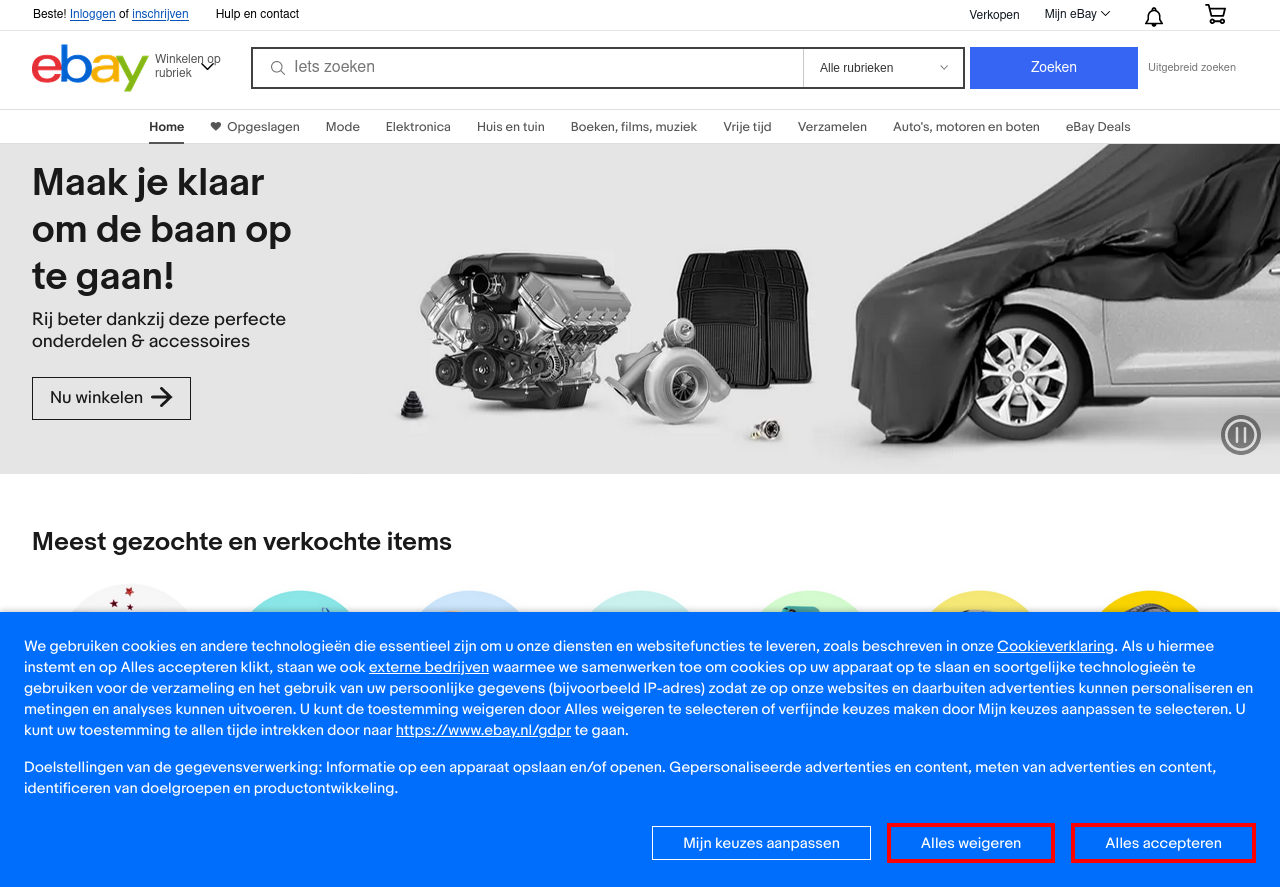 Beste! Inloggen of inschrijven
Hulp en contact
Verkopen
Mijn eBay
ebay
Winkelen op
rubriek
Iets zoeken
Alle rubrieken
Zoeken
Uitgebreid zoeken
Home
Opgeslagen
Mode
Elektronica
Huis en tuin
Boeken, films, muziek
Vrije tijd
Verzamelen
Auto's, motoren en boten
eBay Deals
Maak je klaar
om de baan op
te gaan!
Rij beter dankzij deze perfecte
onderdelen & accessoires
Nu winkelen
Meest gezochte en verkochte items
We gebruiken cookies en andere technologieën die essentieel zijn om u onze diensten en websitefuncties te leveren, zoals beschreven in onze Cookieverklaring. Als u hiermee
instemt en op Alles accepteren klikt, staan we ook externe bedrijven waarmee we samenwerken toe om cookies op uw apparaat op te slaan en soortgelijke technologieën te
gebruiken voor de verzameling en het gebruik van uw persoonlijke gegevens (bijvoorbeeld IP-adres) zodat ze op onze websites en daarbuiten advertenties kunnen personaliseren en
metingen en analyses kunnen uitvoeren. U kunt de toestemming weigeren door Alles weigeren te selecteren of verfijnde keuzes maken door Mijn keuzes aanpassen te selecteren. U
kunt uw toestemming te allen tijde intrekken door naar https://www.ebay.nl/gdpr te gaan.
Doelstellingen van de gegevensverwerking: Informatie op een apparaat opslaan en/of openen. Gepersonaliseerde advertenties en content, meten van advertenties en content,
identificeren van doelgroepen en productontwikkeling.
Mijn keuzes aanpassen
Alles weigeren
Alles accepteren